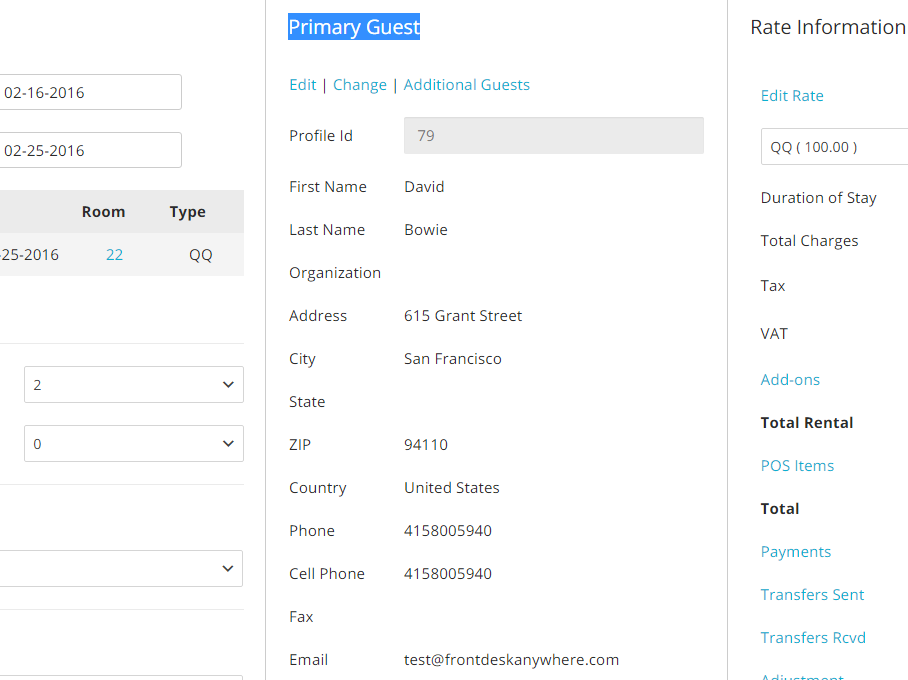 02-16-2016
02-25-2016
Room Type
-25-2016 22 QQ
2
0
Primary Guest
Edit | Change | Additional Guests
Profile Id 79
First Name David
Last Name Bowie
Organization
Address 615 Grant Street
City San Francisco
State
ZIP 94110
Country United States
Phone 4158005940
Cell Phone 4158005940
Fax
Email test@frontdeskanywhere.com
Rate Information
Edit Rate
QQ ( 100.00 )
Duration of Stay
Total Charges
Tax
VAT
Add-ons
Total Rental
POS Items
Total
Payments
Transfers Sent
Transfers Rcvd
Adjustment